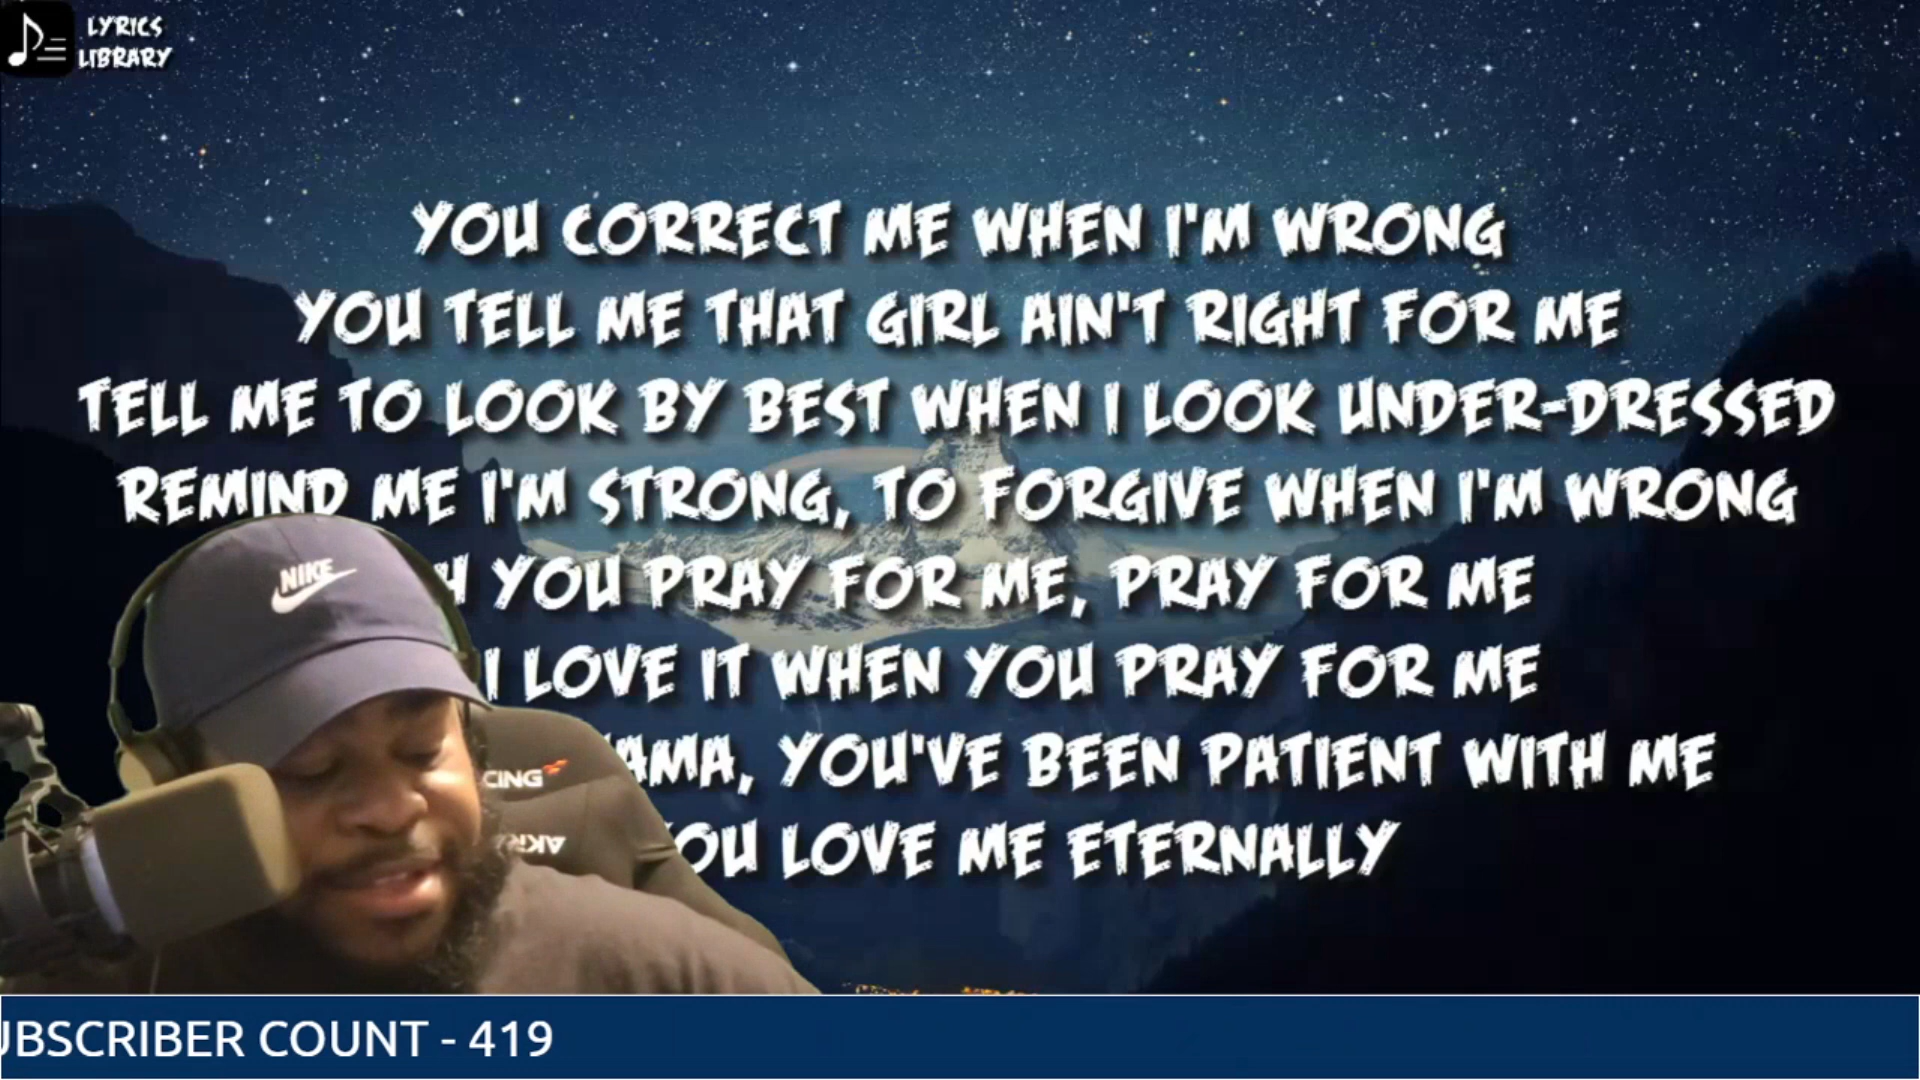 LYRICS
LIBRARY
YOU CORRECT ME WHEN I'M WRONG
YOU TELL ME THAT GIRL AIN'T RIGHT FOR ME
TELL ME TO LOOK BY BEST WHEN I LOOK UNDER-DRESSED
REMIND ME I'M STRONG, TO FORGIVE WHEN I'M WRONG
YOU PRAY FOR ME, PRAY FOR ME
I LOVE IT WHEN YOU PRAY FOR ME
AMA, YOU'VE BEEN PATIENT WITH ME
OU LOVE ME ETERNALLY
NIKE
CING
UBSCRIBER COUNT - 419